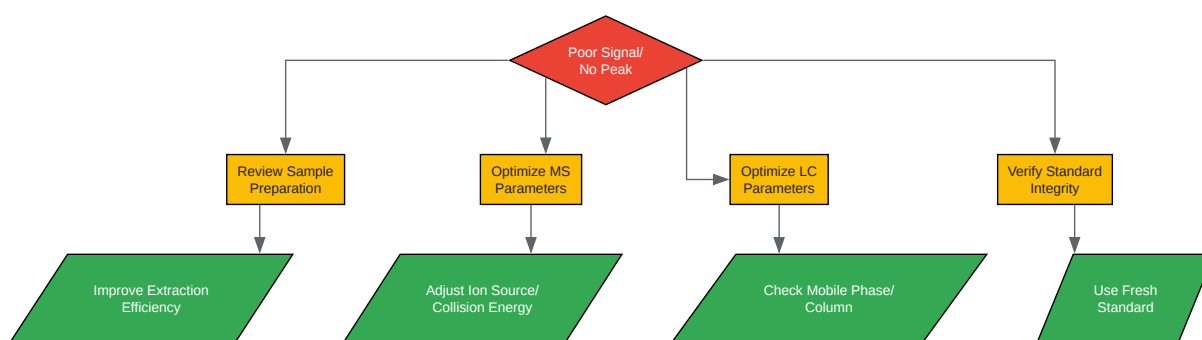 Poor Signal/
No Peak
Review Sample
Preparation
Optimize MS
Parameters
Optimize LC
Parameters
Verify Standard
Integrity
Improve Extraction
Efficiency
Adjust Ion Source/
Collision Energy
Check Mobile Phase/
Column
Use Fresh
Standard